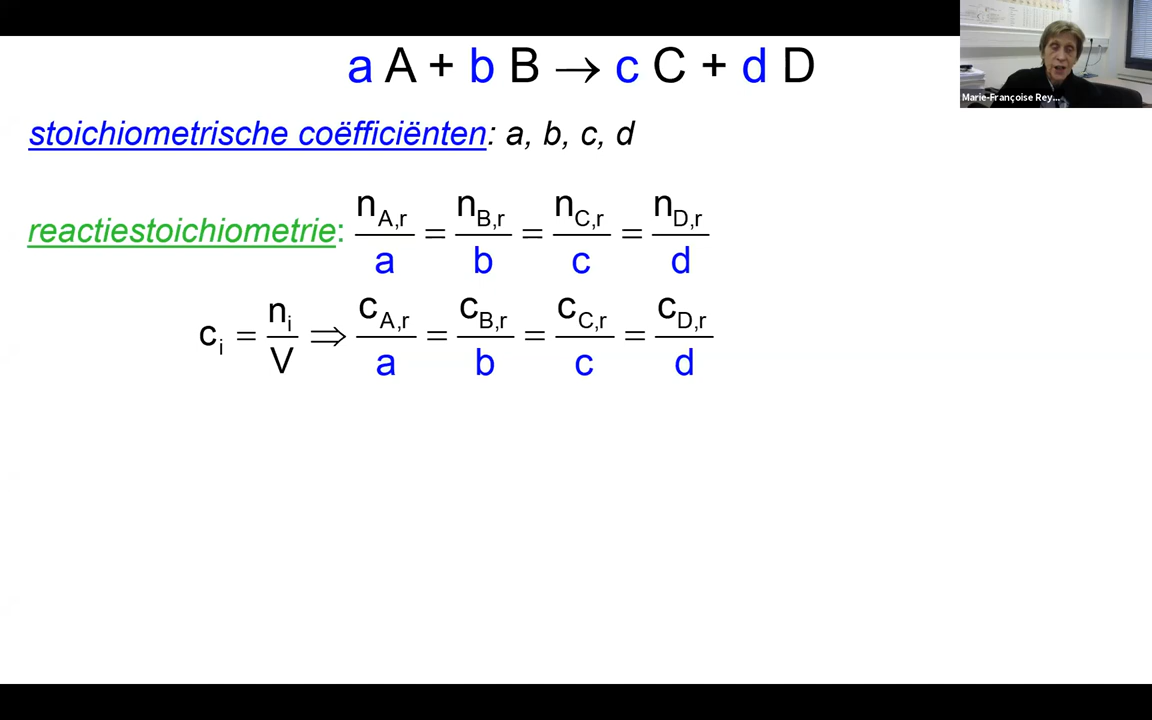 a A + b B → c C + d D
Marie-Françoise Rey...
stoichiometrische coëfficiënten: a, b, c, d
reactiestoichiometrie: n_A,r / a = n_B,r / b = n_C,r / c = n_D,r / d
c_i = n_i / V ⇒ c_A,r / a = c_B,r / b = c_C,r / c = c_D,r / d